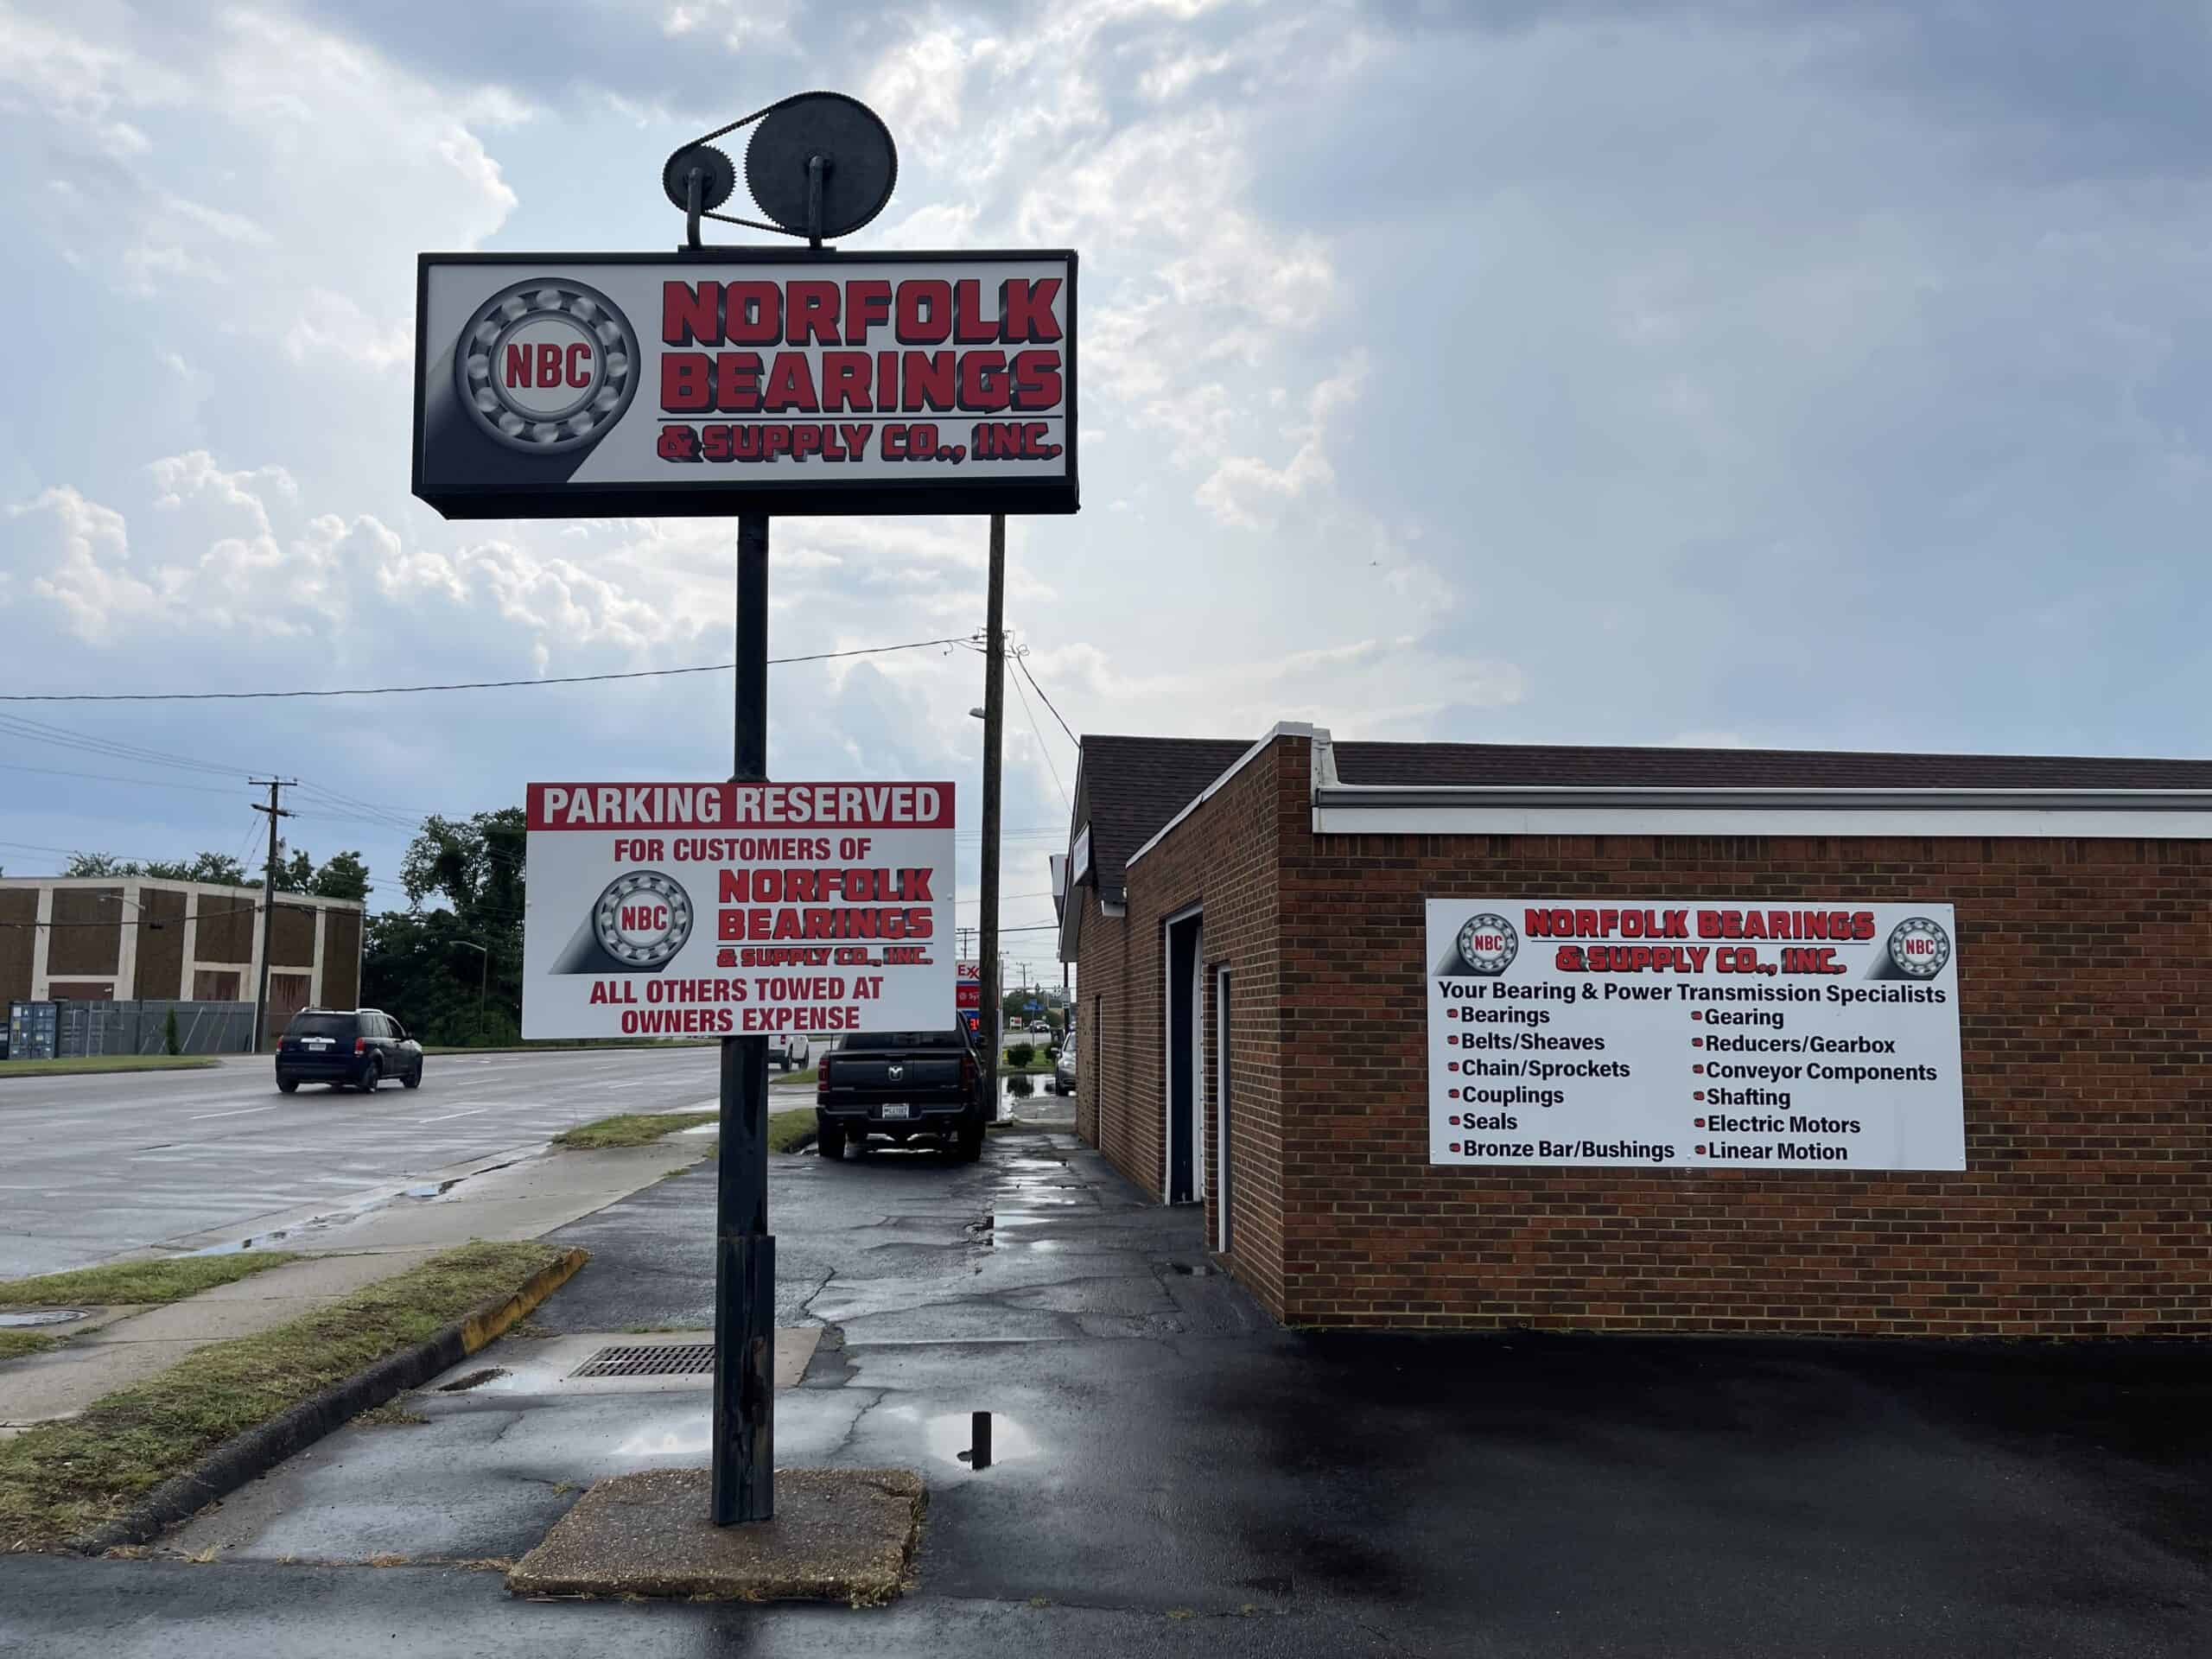 NBC
NORFOLK
BEARINGS
& SUPPLY CO., INC.
PARKING RESERVED
FOR CUSTOMERS OF
NBC
NORFOLK
BEARINGS
& SUPPLY CO., INC.
ALL OTHERS TOWED AT
OWNERS EXPENSE
NBC
NORFOLK BEARINGS
& SUPPLY CO., INC.
NBC
Your Bearing & Power Transmission Specialists
Bearings
Belts/Sheaves
Chain/Sprockets
Couplings
Seals
Bronze Bar/Bushings
Gearing
Reducers/Gearbox
Conveyor Components
Shafting
Electric Motors
Linear Motion